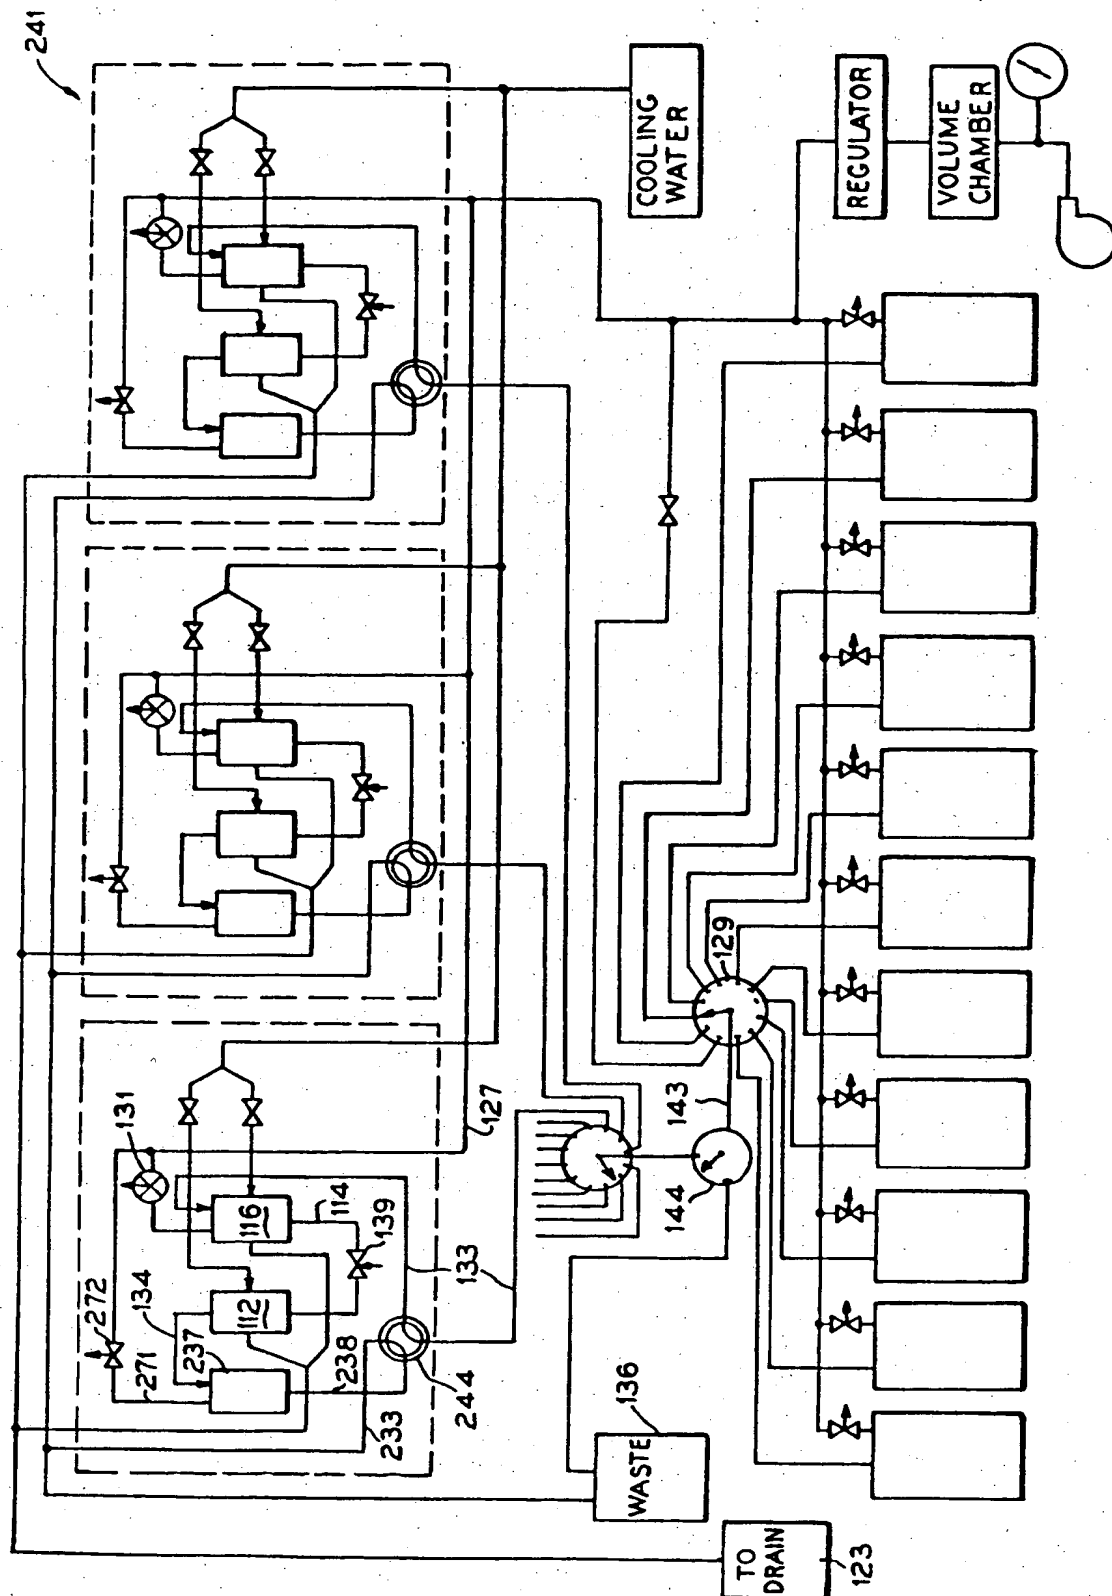 241
COOLING
WATER
REGULATOR
VOLUME
CHAMBER
131
127
116
114
139
133
134
112
272
237
271
238
233
244
129
143
144
WASTE
136
TO
DRAIN
123